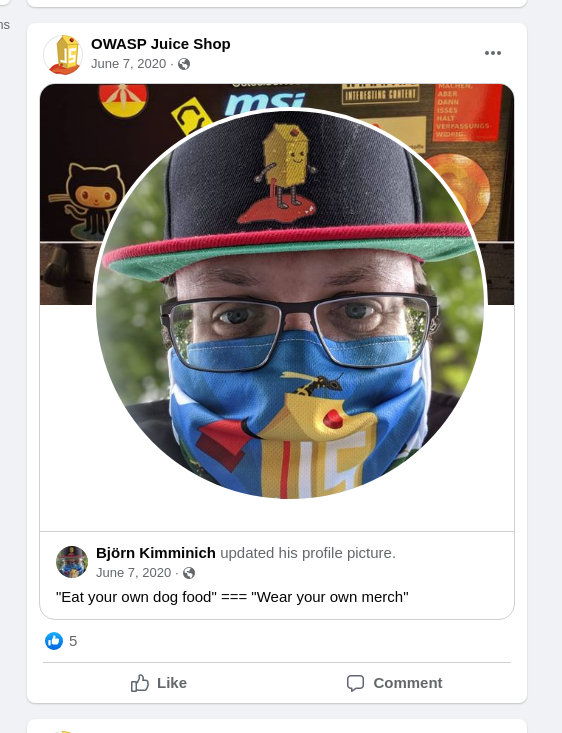 ns
OWASP Juice Shop
June 7, 2020 ·
msi
INTERESTING CONTENT
MACHEN.
ABER
DANN
ISSES
HALT
VERFASSUNGS-
WIDRIG.
JS
Björn Kimminich updated his profile picture.
June 7, 2020 ·
"Eat your own dog food" === "Wear your own merch"
5
Like
Comment